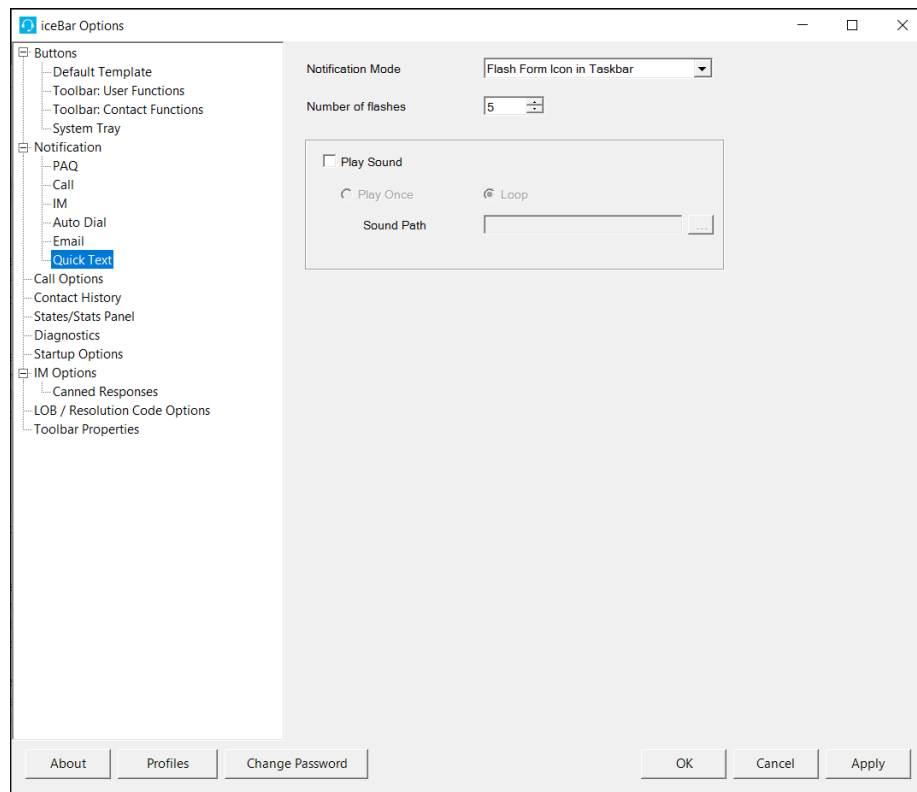 iceBar Options
Buttons
Default Template
Toolbar: User Functions
Toolbar: Contact Functions
System Tray
Notification
PAQ
Call
IM
Auto Dial
Email
Quick Text
Call Options
Contact History
States/Stats Panel
Diagnostics
Startup Options
IM Options
Canned Responses
LOB / Resolution Code Options
Toolbar Properties
Notification Mode Flash Form Icon in Taskbar
Number of flashes 5
Play Sound
Play Once Loop
Sound Path ...
About Profiles Change Password OK Cancel Apply